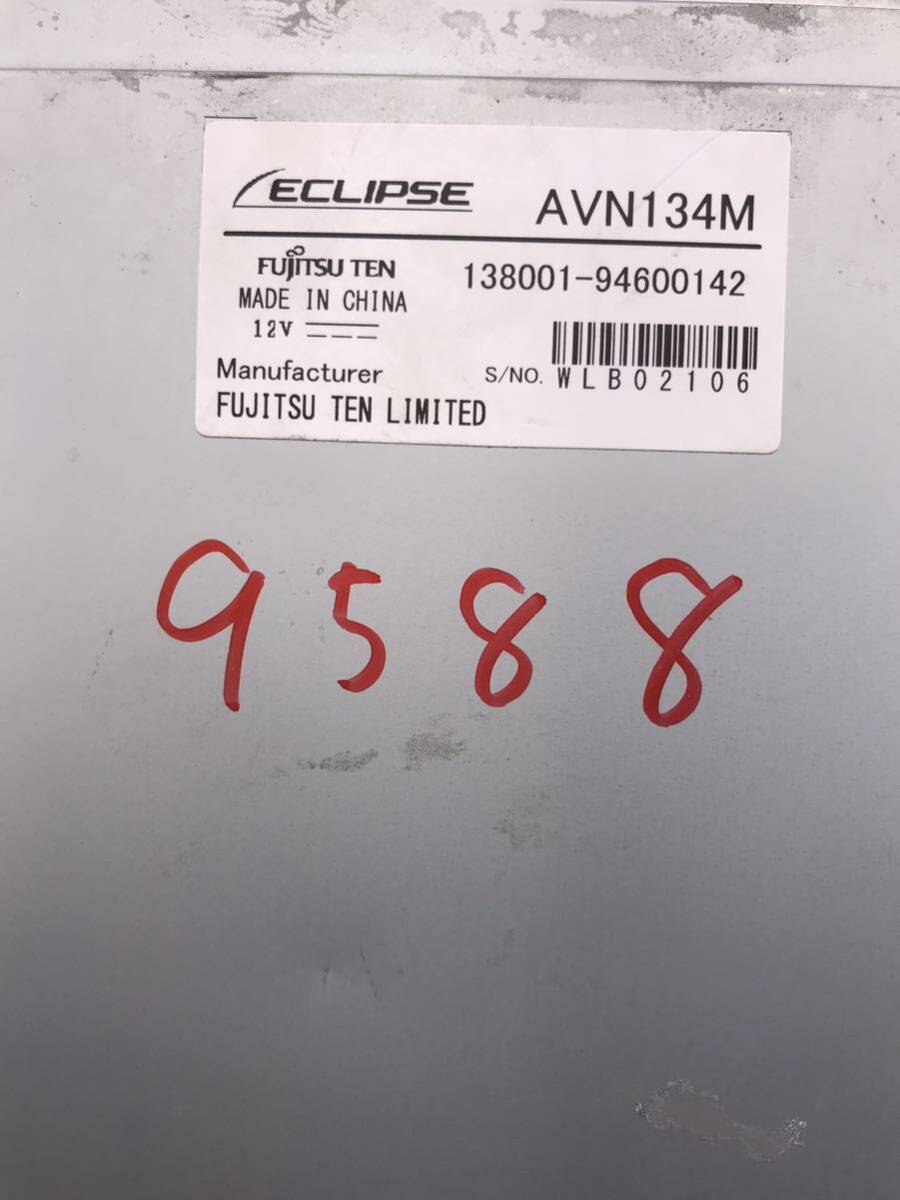 ECLIPSE AVN134M
FUJITSU TEN 138001-94600142
MADE IN CHINA
12V
Manufacturer S/NO. WLB02106
FUJITSU TEN LIMITED
9588